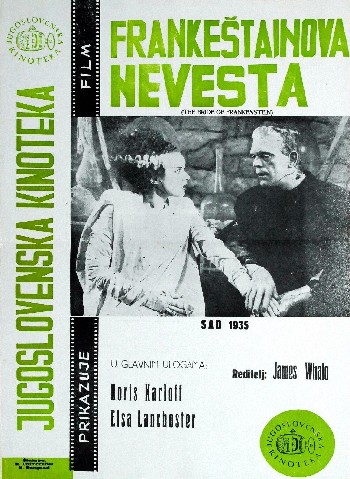 JUGOSLOVENSKA
KINOTEKA
JUGOSLOVENSKA KINOTEKA
FILM
PRIKAZUJE
FRANKEŠTAINOVA
NEVESTA
(THE BRIDE OF FRANKENSTEIN)
SAD 1935
U GLAVNIM ULOGAMA:
Boris Karloff
Elsa Lanchester
Reditelj: James Whale
JUGOSLOVENSKA
KINOTEKA